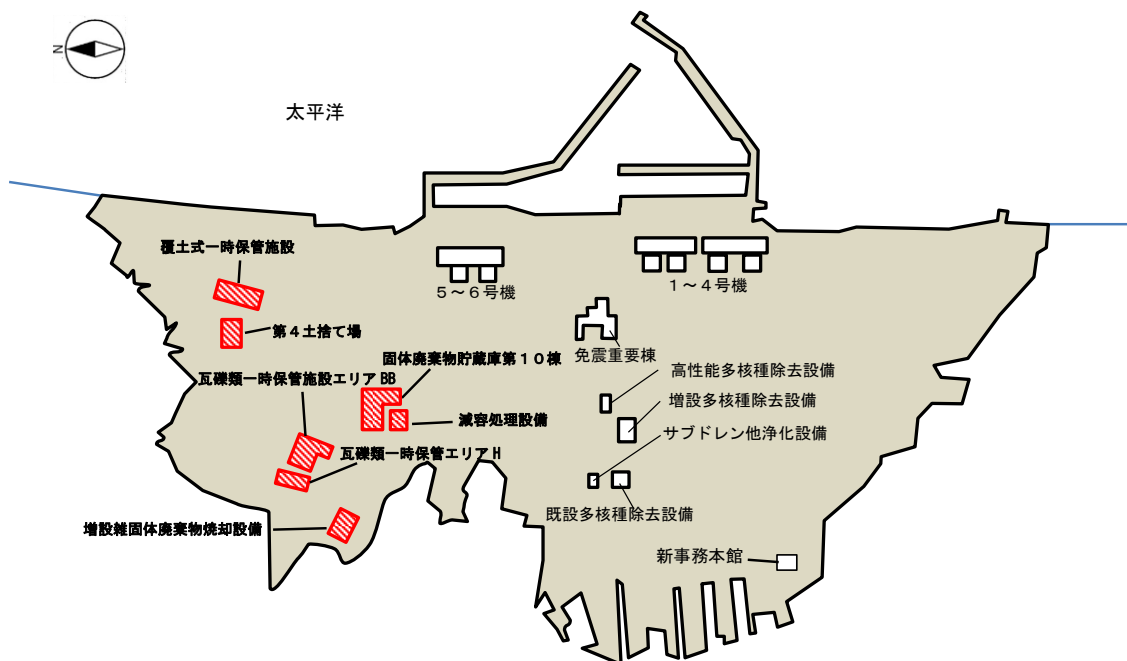 N
太平洋
覆土式一時保管施設
５～６号機
１～４号機
第４土捨て場
固体廃棄物貯蔵庫第１０棟
免震重要棟
瓦礫類一時保管施設エリアBB
高性能多核種除去設備
増設多核種除去設備
減容処理設備
サブドレン他浄化設備
瓦礫類一時保管エリアH
既設多核種除去設備
増設雑固体廃棄物焼却設備
新事務本館